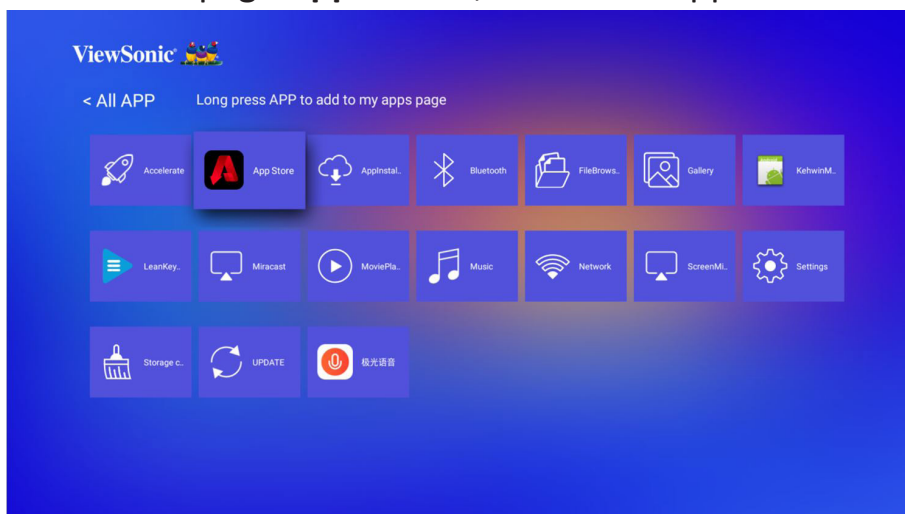 ViewSonic®
< All APP Long press APP to add to my apps page
Accelerate App Store AppInstal.. Bluetooth FileBrows.. Gallery KehwinM..
LeanKey.. Miracast MoviePla.. Music Network ScreenMi.. Settings
Storage c.. UPDATE 极光语音